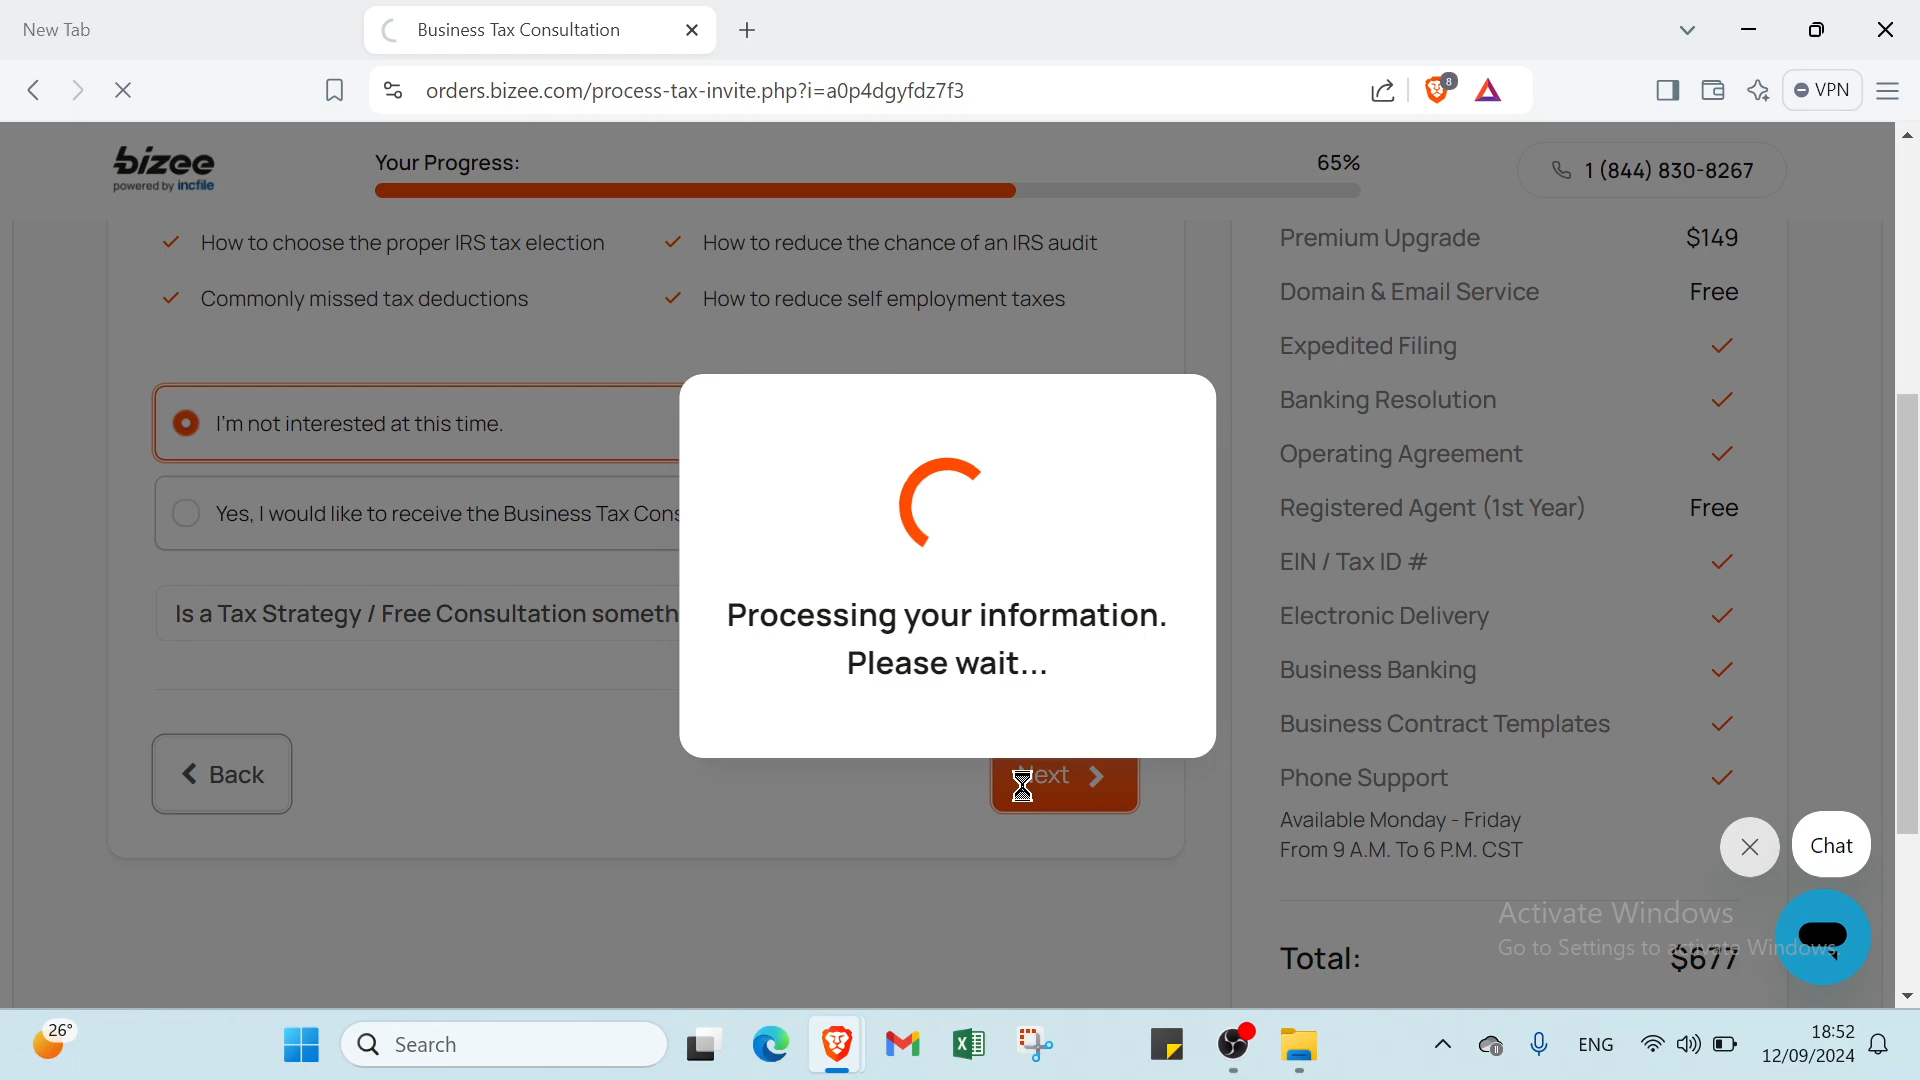 New Tab
Business Tax Consultation
orders.bizee.com/process-tax-invite.php?i=a0p4dgyfdz7f3
8
VPN
bizee
powered by incfile
Your Progress:
65%
1 (844) 830-8267
How to choose the proper IRS tax election
How to reduce the chance of an IRS audit
Commonly missed tax deductions
How to reduce self employment taxes
I'm not interested at this time.
Yes, I would like to receive the Business Tax Cons
Is a Tax Strategy / Free Consultation someth
Processing your information.
Please wait...
Back
Next
Premium Upgrade $149
Domain & Email Service Free
Expedited Filing
Banking Resolution
Operating Agreement
Registered Agent (1st Year) Free
EIN / Tax ID #
Electronic Delivery
Business Banking
Business Contract Templates
Phone Support
Available Monday - Friday
From 9 A.M. To 6 P.M. CST
Chat
Activate Windows
Go to Settings to activate Windows.
Total: $677
26°
Search
ENG
18:52
12/09/2024